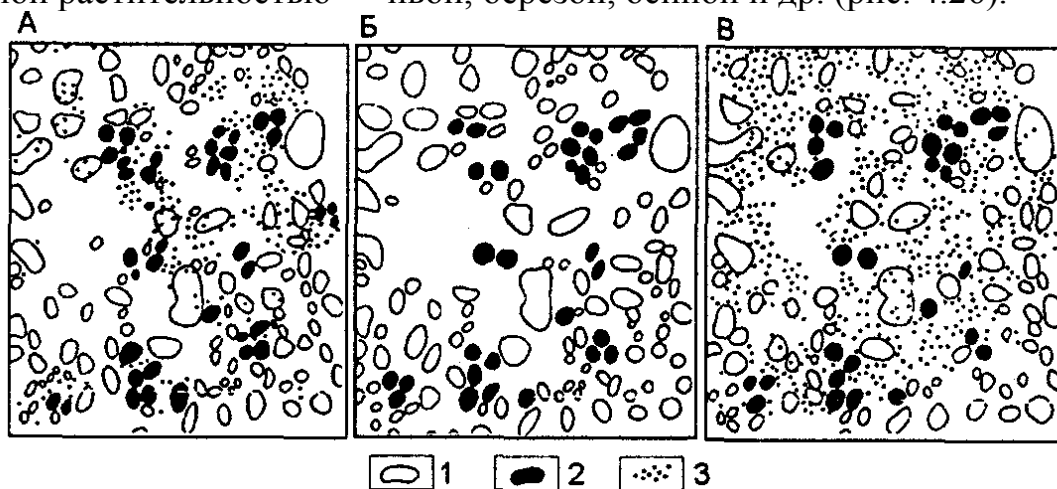 растительностью — ивой, березой, осиной и др. (рис. 4.20).
А Б В
1 2 3